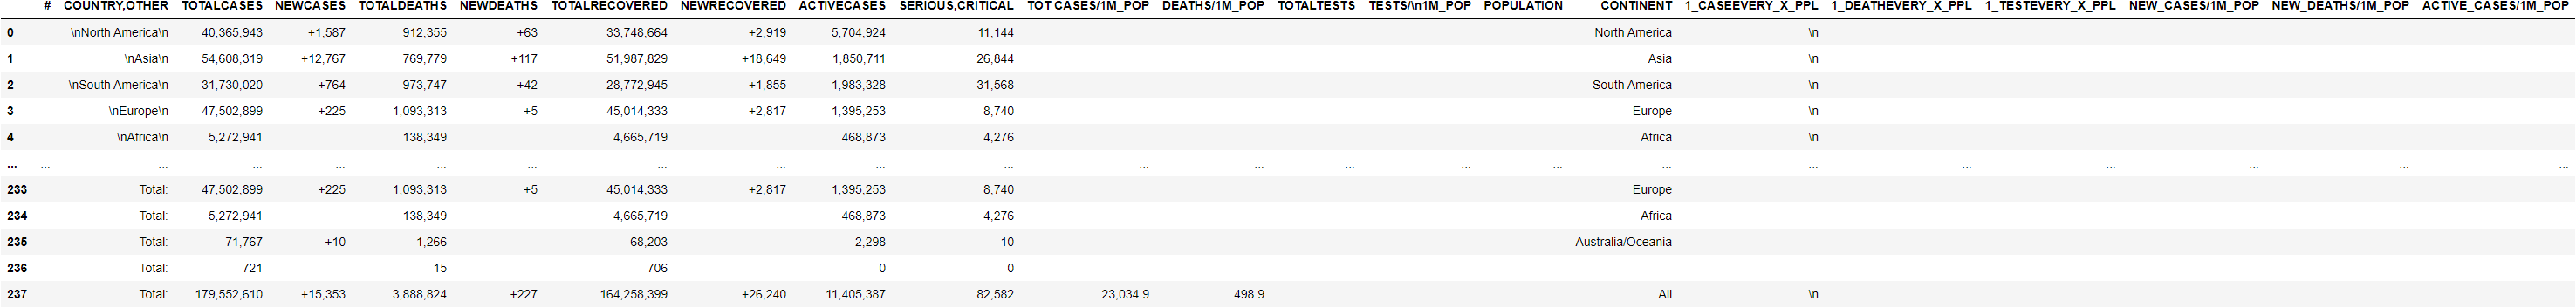 # COUNTRY,OTHER TOTALCASES NEWCASES TOTALDEATHS NEWDEATHS TOTALRECOVERED NEWRECOVERED ACTIVECASES SERIOUS,CRITICAL TOT CASES/1M_POP DEATHS/1M_POP TOTALTESTS TESTS/\n1M_POP POPULATION CONTINENT 1_CASEEVERY_X_PPL 1_DEATHEVERY_X_PPL 1_TESTEVERY_X_PPL NEW_CASES/1M_POP NEW_DEATHS/1M_POP ACTIVE_CASES/1M_POP
0 \nNorth America\n 40,365,943 +1,587 912,355 +63 33,748,664 +2,919 5,704,924 11,144 North America \n
1 \nAsia\n 54,608,319 +12,767 769,779 +117 51,987,829 +18,649 1,850,711 26,844 Asia \n
2 \nSouth America\n 31,730,020 +764 973,747 +42 28,772,945 +1,855 1,983,328 31,568 South America \n
3 \nEurope\n 47,502,899 +225 1,093,313 +5 45,014,333 +2,817 1,395,253 8,740 Europe \n
4 \nAfrica\n 5,272,941 138,349 4,665,719 468,873 4,276 Africa \n
... ... ... ... ... ... ... ... ... ... ... ... ... ... ... ... ... ... ... ... ... ... ...
233 Total: 47,502,899 +225 1,093,313 +5 45,014,333 +2,817 1,395,253 8,740 Europe
234 Total: 5,272,941 138,349 4,665,719 468,873 4,276 Africa
235 Total: 71,767 +10 1,266 68,203 2,298 10 Australia/Oceania
236 Total: 721 15 706 0 0
237 Total: 179,552,610 +15,353 3,888,824 +227 164,258,399 +26,240 11,405,387 82,582 23,034.9 498.9 All \n